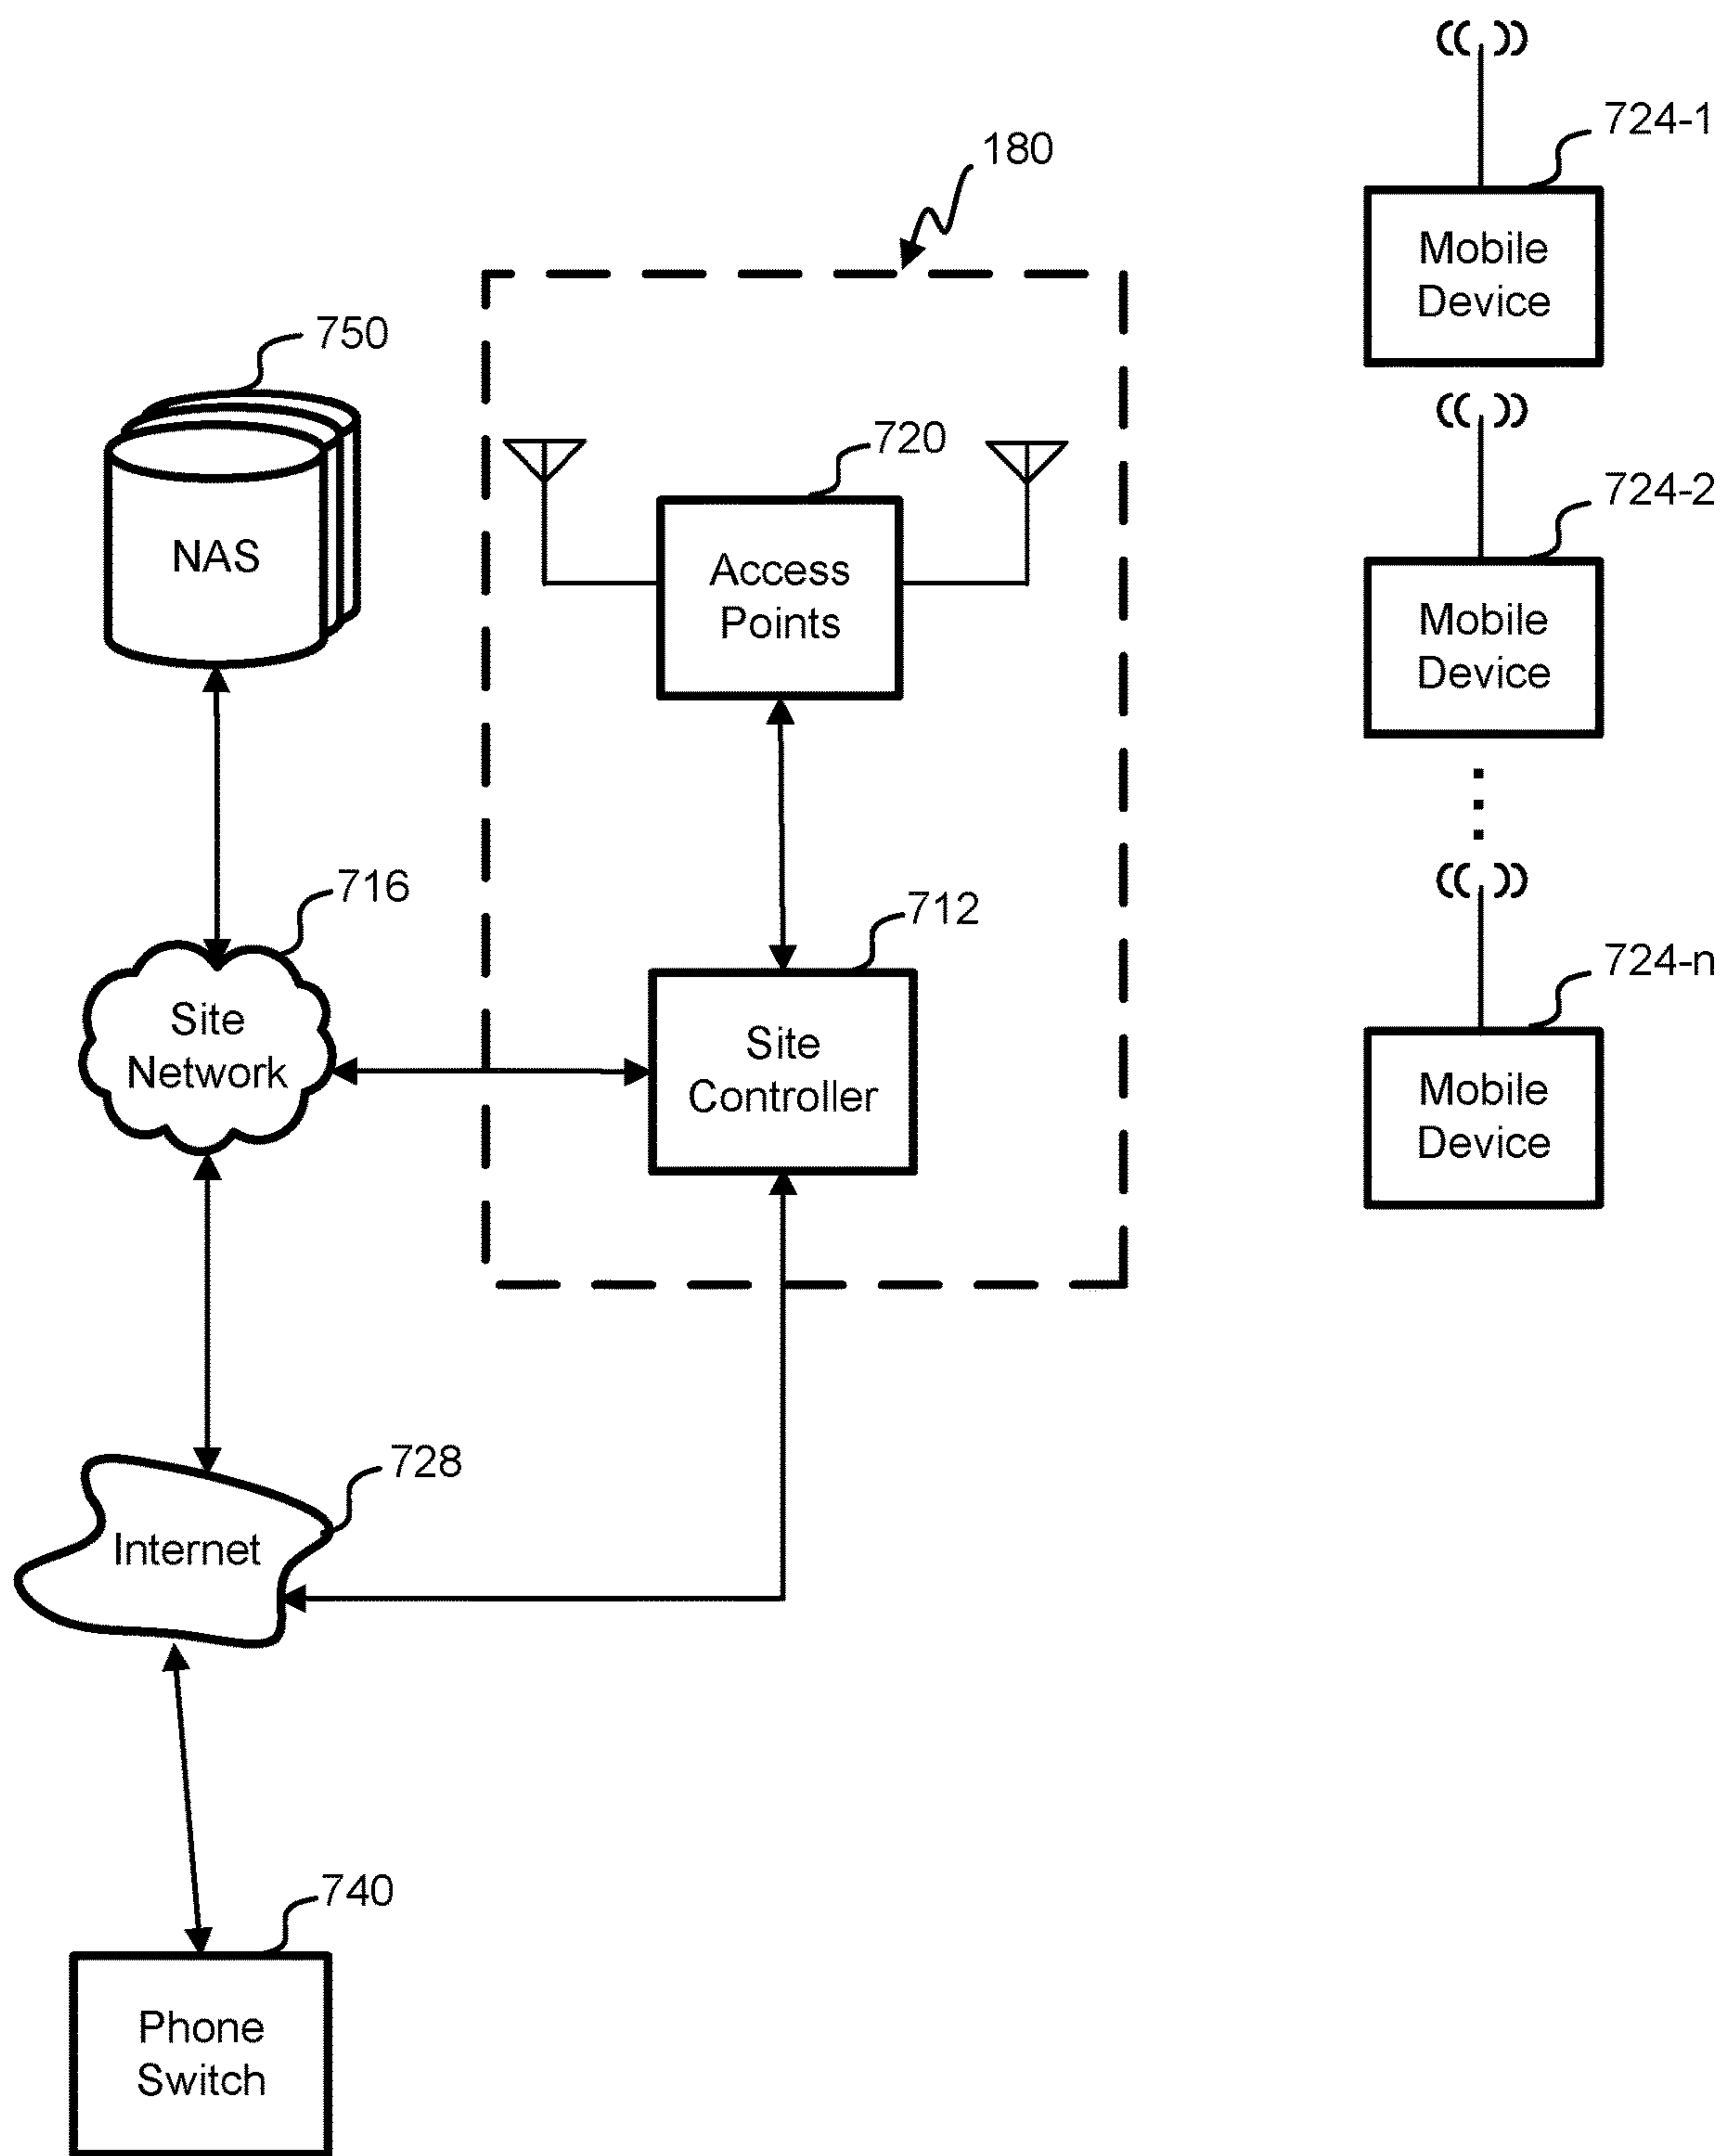 724-1
180
Mobile
Device
750
720
724-2
NAS
Access
Points
Mobile
Device
716
712
724-n
Site
Network
Site
Controller
Mobile
Device
728
Internet
740
Phone
Switch